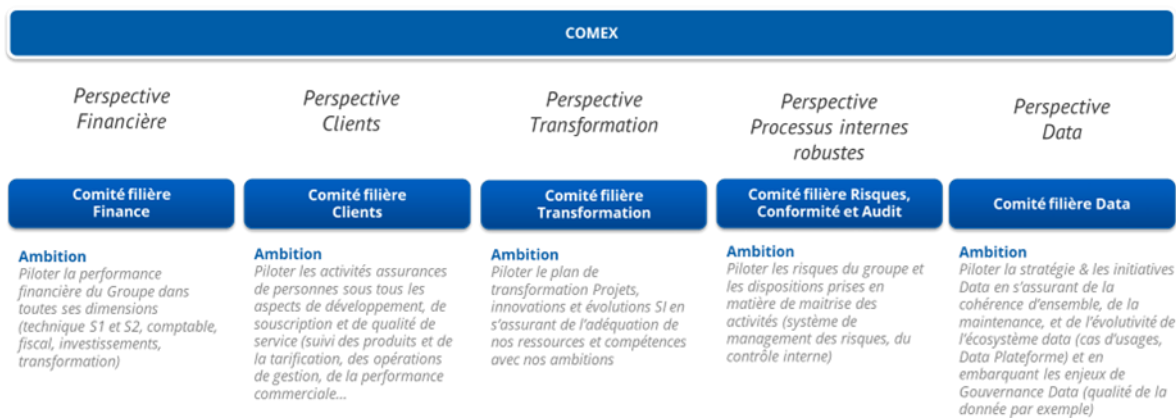 COMEX
Perspective
Financière
Perspective
Clients
Perspective
Transformation
Perspective
Processus internes
robustes
Perspective
Data
Comité filière
Finance
Comité filière
Clients
Comité filière
Transformation
Comité filière Risques,
Conformité et Audit
Comité filière Data
Ambition
Piloter la performance
financière du Groupe dans
toutes ses dimensions
(technique S1 et S2, comptable,
fiscal, investissements,
transformation)
Ambition
Piloter les activités assurances
de personnes sous tous les
aspects de développement, de
souscription et de qualité de
service (suivi des produits et de
la tarification, des opérations
de gestion, de la performance
commerciale...
Ambition
Piloter le plan de
transformation Projets,
innovations et évolutions SI en
s'assurant de l'adéquation de
nos ressources et compétences
avec nos ambitions
Ambition
Piloter les risques du groupe et
les dispositions prises en
matière de maitrise des
activités (système de
management des risques, du
contrôle interne)
Ambition
Piloter la stratégie & les initiatives
Data en s'assurant de la
cohérence d'ensemble, de la
maintenance, et de l'évolutivité de
l'écosystème data (cas d'usages,
Data Plateforme) et en
embarquant les enjeux de
Gouvernance Data (qualité de la
donnée par exemple)